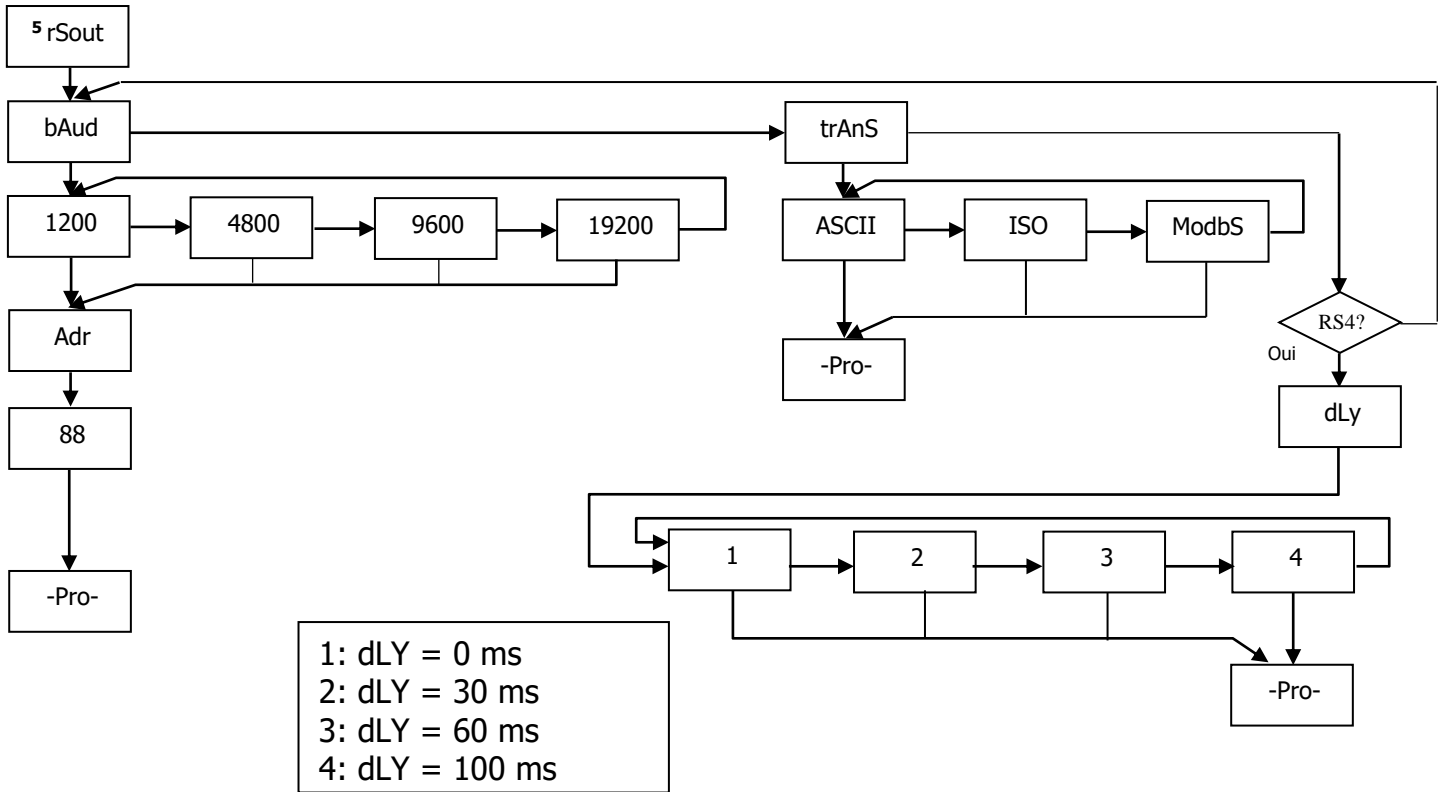 5 rSout
bAud
trAnS
1200
4800
9600
19200
ASCII
ISO
ModbS
Adr
RS4?
Oui
-Pro-
dLy
88
1
2
3
4
-Pro-
-Pro-
1: dLY = 0 ms
2: dLY = 30 ms
3: dLY = 60 ms
4: dLY = 100 ms